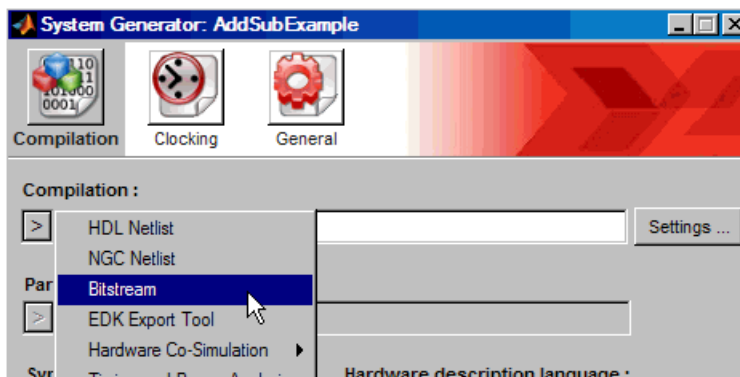 System Generator: AddSubExample
Compilation
Clocking
General
Compilation :
>
Settings ...
HDL Netlist
NGC Netlist
Par
Bitstream
>
EDK Export Tool
Hardware Co-Simulation
Hardware description language :